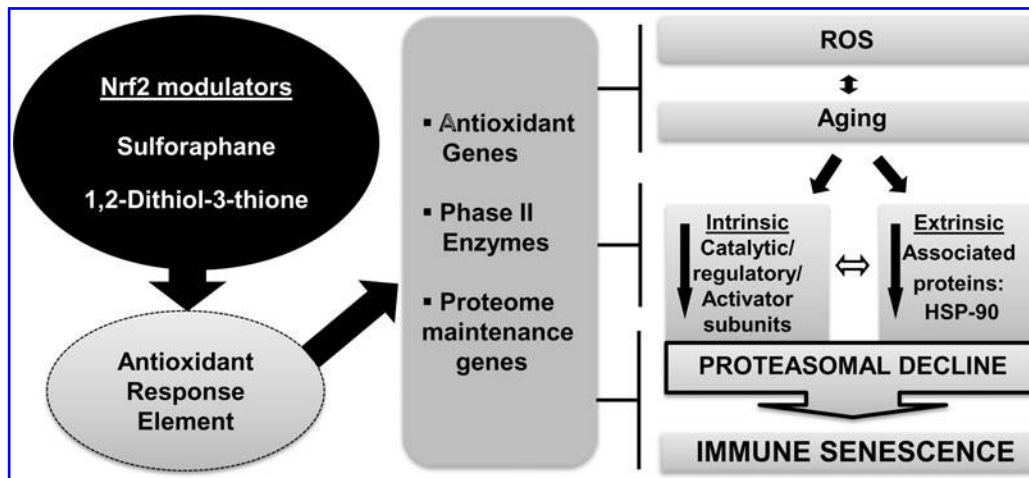 Nrf2 modulators
Sulforaphane
1,2-Dithiol-3-thione
Antioxidant
Response
Element
▪ Antioxidant
Genes
▪ Phase II
Enzymes
▪ Proteome
maintenance
genes
ROS
Aging
Intrinsic
Catalytic/
regulatory/
Activator
subunits
Extrinsic
Associated
proteins:
HSP-90
PROTEASOMAL DECLINE
IMMUNE SENESCENCE